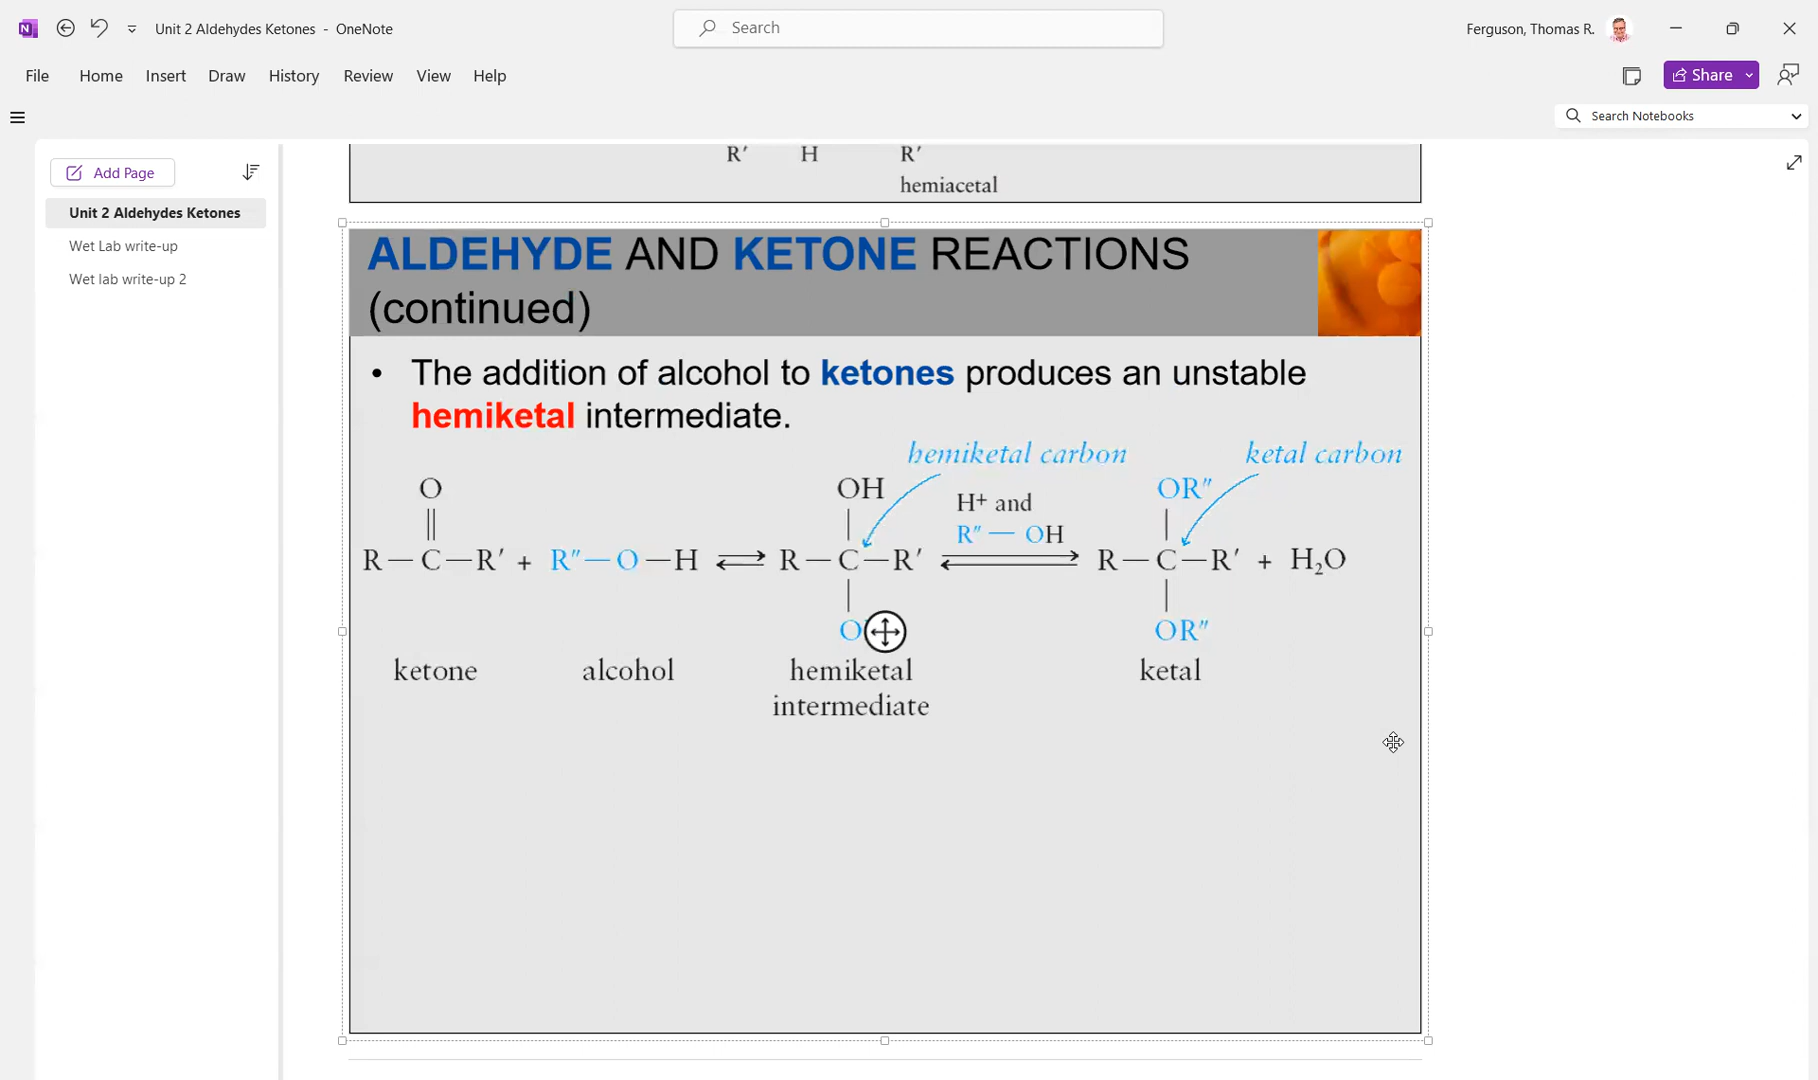 Unit 2 Aldehydes Ketones - OneNote
Search
Ferguson, Thomas R.
File Home Insert Draw History Review View Help
Share
Search Notebooks
Add Page
Unit 2 Aldehydes Ketones
Wet Lab write-up
Wet lab write-up 2
R′ H R′
hemiacetal
ALDEHYDE AND KETONE REACTIONS
(continued)
• The addition of alcohol to ketones produces an unstable
hemiketal intermediate.
hemiketal carbon ketal carbon
O OH H⁺ and OR″
R″ — OH
R — C — R′ + R″ — O — H ⇌ R — C — R′ ⇌ R — C — R′ + H₂O
O OR″
ketone alcohol hemiketal ketal
intermediate